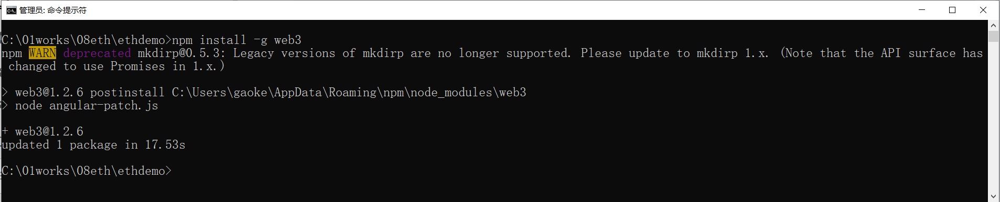 管理员: 命令提示符
C:\01works\08eth\ethdemo>npm install -g web3
npm WARN deprecated mkdirp@0.5.3: Legacy versions of mkdirp are no longer supported. Please update to mkdirp 1.x. (Note that the API surface has
changed to use Promises in 1.x.)
> web3@1.2.6 postinstall C:\Users\gaoke\AppData\Roaming\npm\node_modules\web3
> node angular-patch.js
+ web3@1.2.6
updated 1 package in 17.53s
C:\01works\08eth\ethdemo>